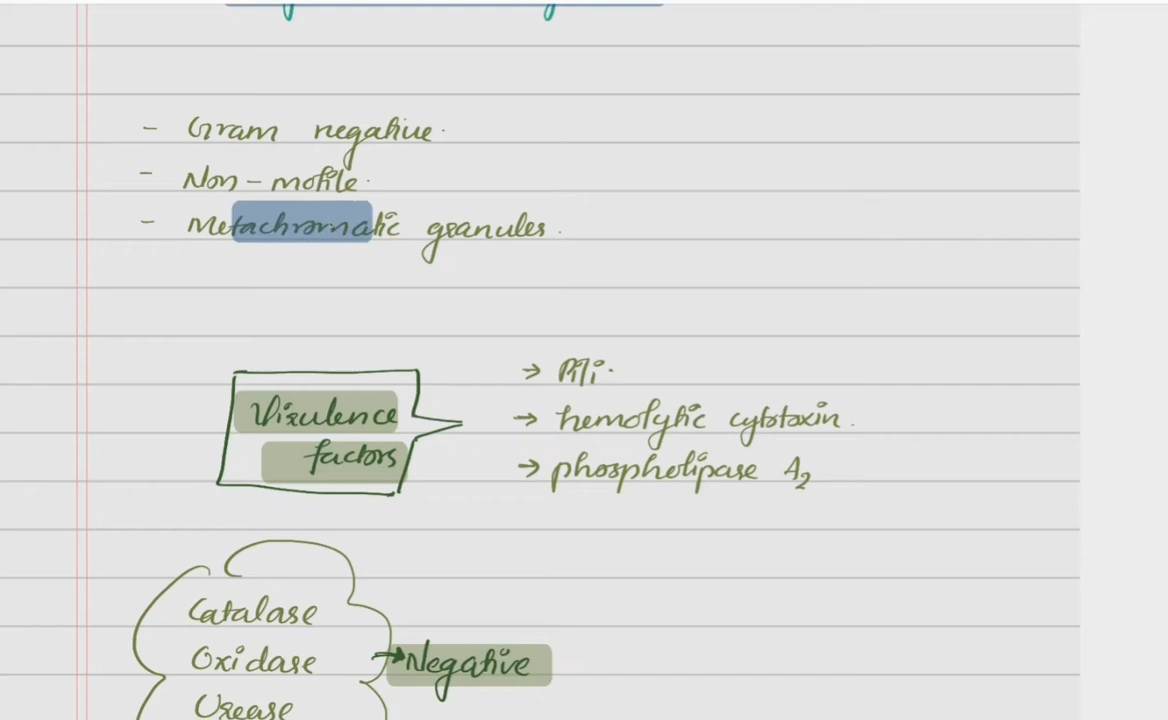 - Gram negative.
- Non-motile.
- Metachromatic granules.
Virulence
factors
→ Pili.
→ hemolytic cytotoxin.
→ phospholipase A2
Catalase
Oxidase → Negative
Urease